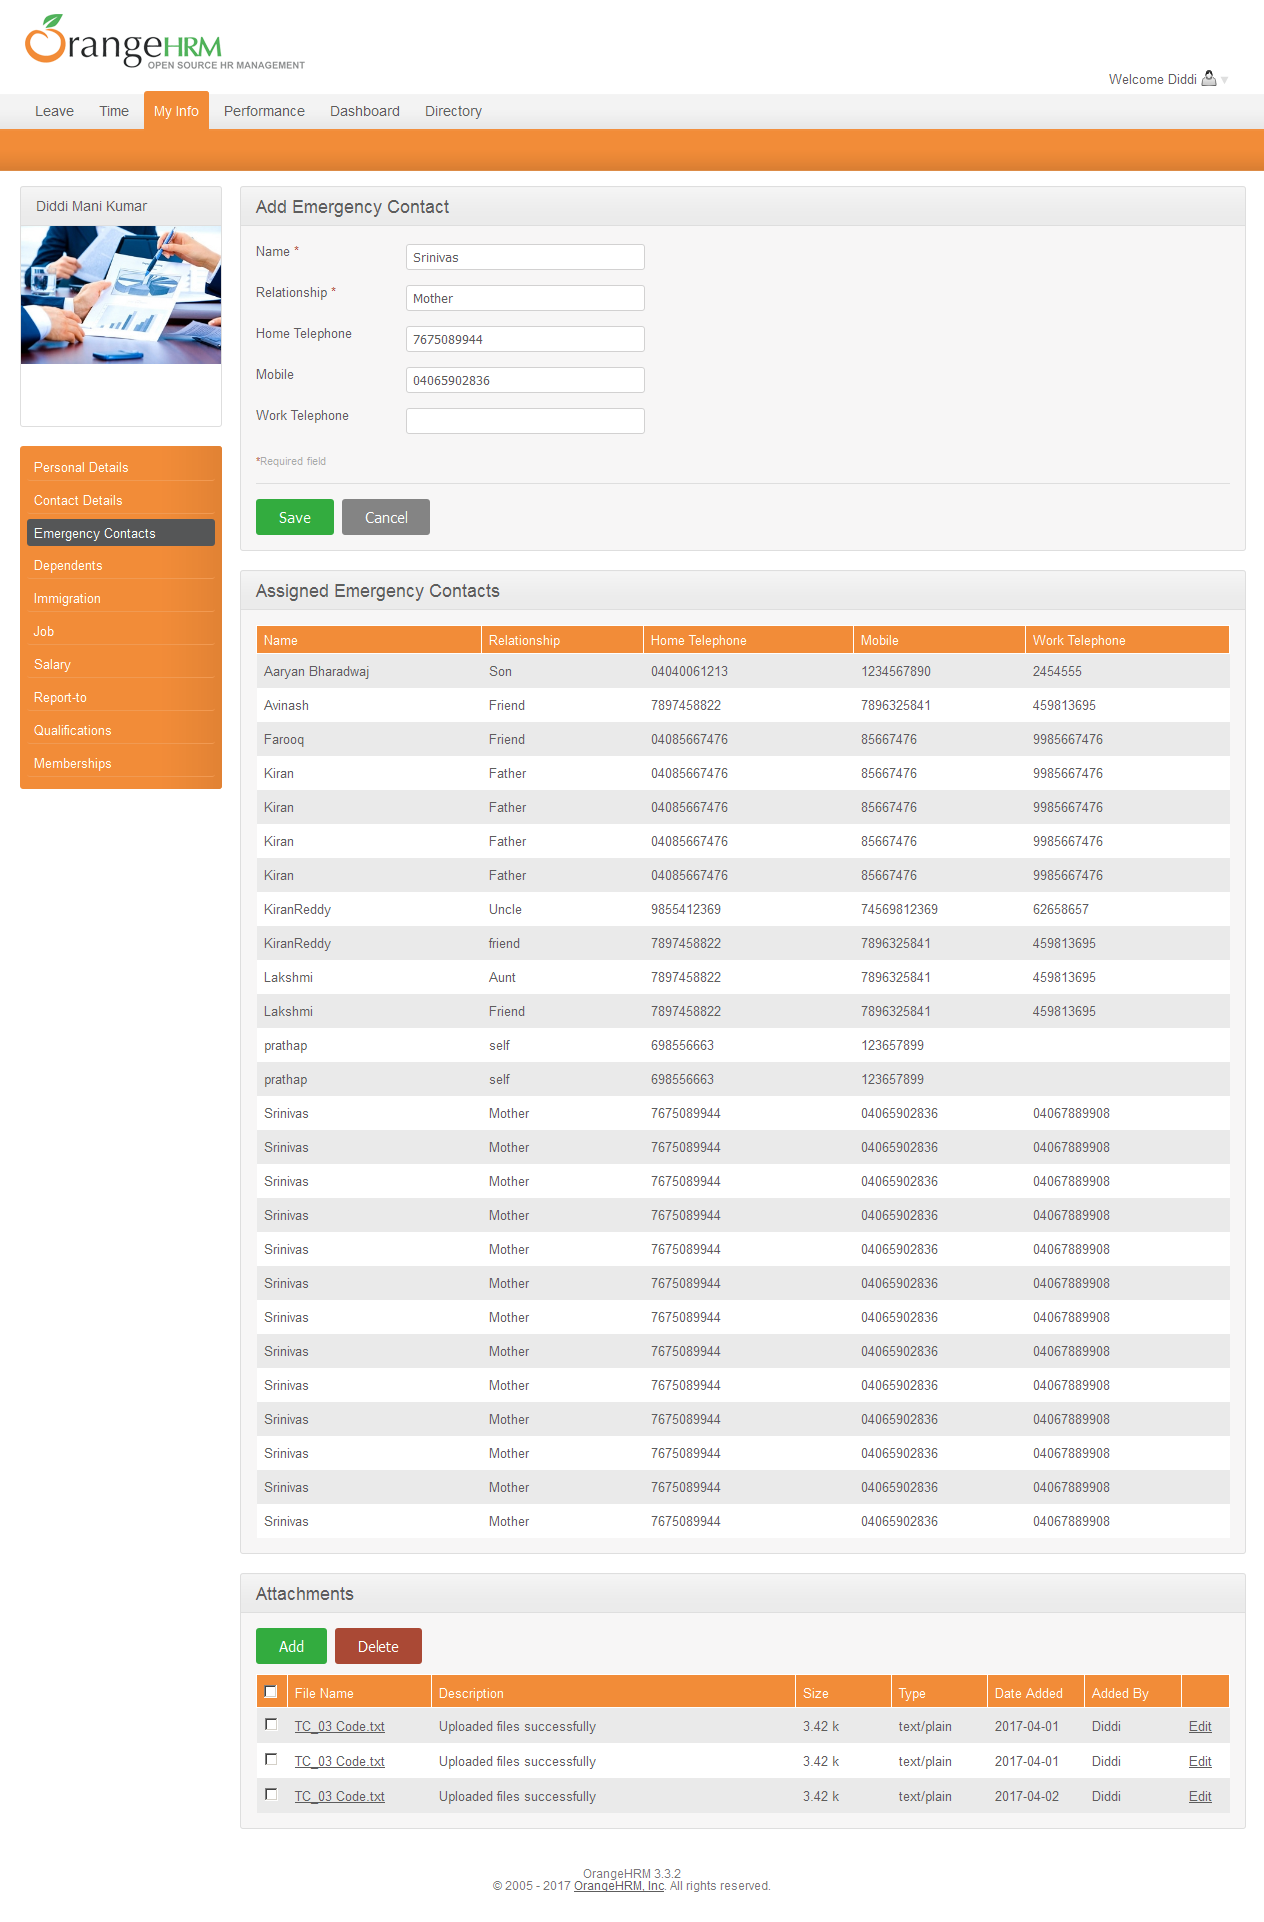 OrangeHRM
OPEN SOURCE HR MANAGEMENT
Welcome Diddi
Leave Time My Info Performance Dashboard Directory
Diddi Mani Kumar
Personal Details
Contact Details
Emergency Contacts
Dependents
Immigration
Job
Salary
Report-to
Qualifications
Memberships
Add Emergency Contact
Name * Srinivas
Relationship * Mother
Home Telephone 7675089944
Mobile 04065902836
Work Telephone
*Required field
Save Cancel
Assigned Emergency Contacts
Name Relationship Home Telephone Mobile Work Telephone
Aaryan Bharadwaj Son 04040061213 1234567890 2454555
Avinash Friend 7897458822 7896325841 459813695
Farooq Friend 04085667476 85667476 9985667476
Kiran Father 04085667476 85667476 9985667476
Kiran Father 04085667476 85667476 9985667476
Kiran Father 04085667476 85667476 9985667476
Kiran Father 04085667476 85667476 9985667476
KiranReddy Uncle 9855412369 74569812369 62658657
KiranReddy friend 7897458822 7896325841 459813695
Lakshmi Aunt 7897458822 7896325841 459813695
Lakshmi Friend 7897458822 7896325841 459813695
prathap self 698556663 123657899
prathap self 698556663 123657899
Srinivas Mother 7675089944 04065902836 04067889908
Srinivas Mother 7675089944 04065902836 04067889908
Srinivas Mother 7675089944 04065902836 04067889908
Srinivas Mother 7675089944 04065902836 04067889908
Srinivas Mother 7675089944 04065902836 04067889908
Srinivas Mother 7675089944 04065902836 04067889908
Srinivas Mother 7675089944 04065902836 04067889908
Srinivas Mother 7675089944 04065902836 04067889908
Srinivas Mother 7675089944 04065902836 04067889908
Srinivas Mother 7675089944 04065902836 04067889908
Srinivas Mother 7675089944 04065902836 04067889908
Srinivas Mother 7675089944 04065902836 04067889908
Srinivas Mother 7675089944 04065902836 04067889908
Attachments
Add Delete
File Name Description Size Type Date Added Added By
TC_03 Code.txt Uploaded files successfully 3.42 k text/plain 2017-04-01 Diddi Edit
TC_03 Code.txt Uploaded files successfully 3.42 k text/plain 2017-04-01 Diddi Edit
TC_03 Code.txt Uploaded files successfully 3.42 k text/plain 2017-04-02 Diddi Edit
OrangeHRM 3.3.2
© 2005 - 2017 OrangeHRM, Inc. All rights reserved.